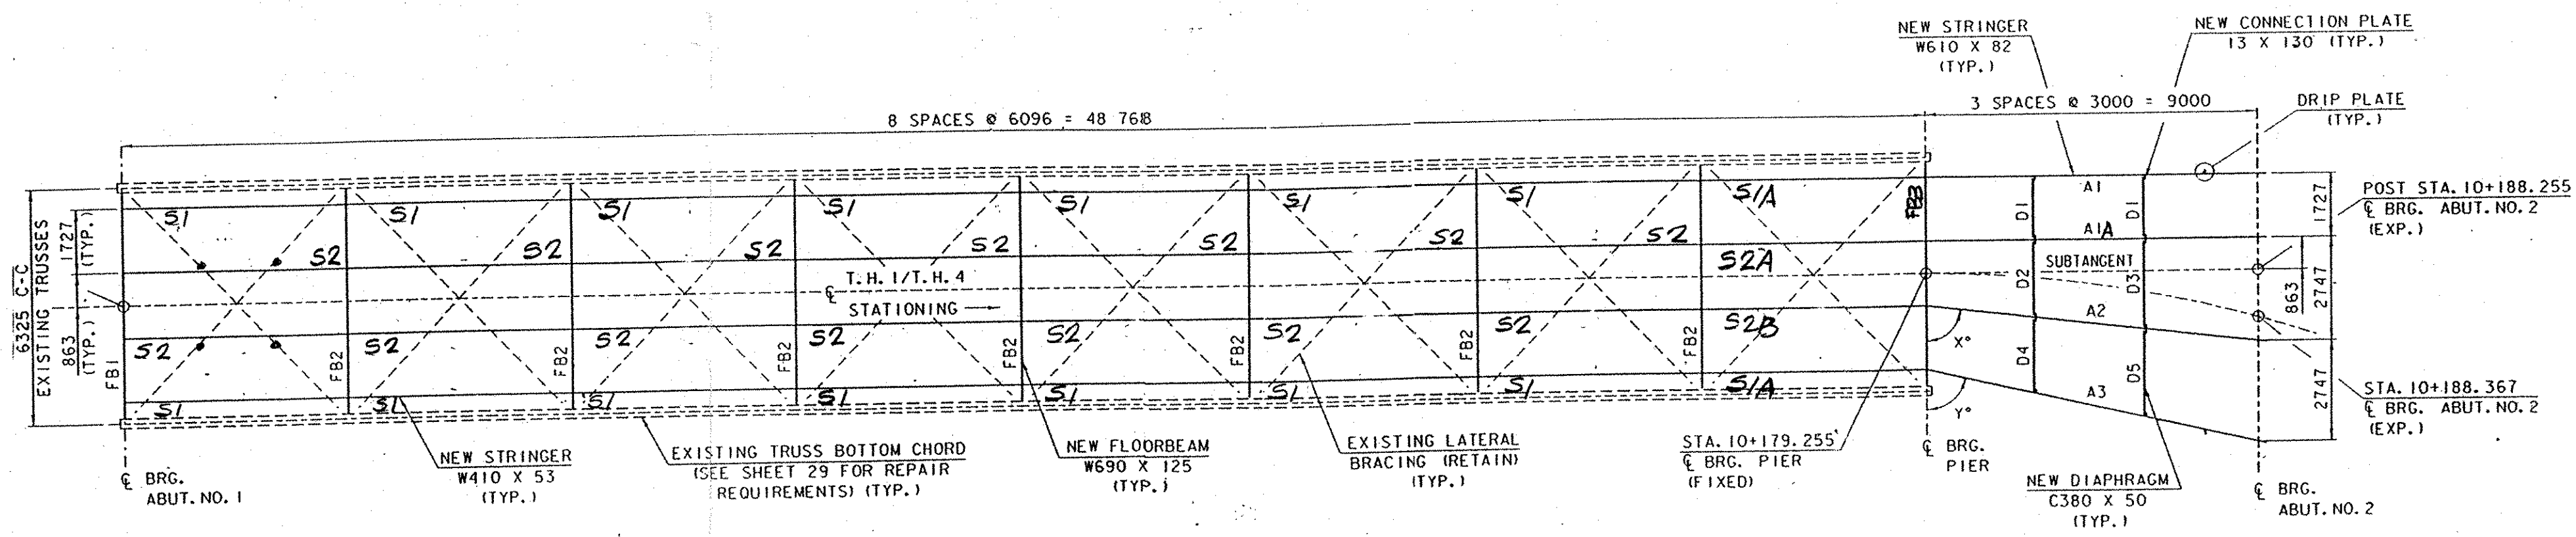 NEW STRINGER
W610 X 82
(TYP.)
NEW CONNECTION PLATE
13 X 130 (TYP.)
8 SPACES @ 6096 = 48 768
3 SPACES @ 3000 = 9000
DRIP PLATE
(TYP.)
6325 C-C
EXISTING TRUSSES
1727
(TYP.)
863
(TYP.)
S1
S1
S1
S1
S1
S1
S1
S1A
FB3
D1
A1
D1
A1A
1727
POST STA. 10+188.255
℄ BRG. ABUT. NO. 2
(EXP.)
S2
S2
S2
S2
S2
S2
S2
S2A
℄ T.H. 1/T.H. 4
STATIONING
SUBTANGENT
D2
D3
A2
863
2747
S2
S2
S2
S2
S2
S2
S2
S2B
FB1
FB2
FB2
FB2
FB2
FB2
FB2
FB2
X°
D4
D5
A3
Y°
2747
STA. 10+188.367
℄ BRG. ABUT. NO. 2
(EXP.)
S1
S1
S1
S1
S1
S1
S1
S1A
℄ BRG.
ABUT. NO. 1
NEW STRINGER
W410 X 53
(TYP.)
EXISTING TRUSS BOTTOM CHORD
(SEE SHEET 29 FOR REPAIR
REQUIREMENTS) (TYP.)
NEW FLOORBEAM
W690 X 125
(TYP.)
EXISTING LATERAL
BRACING (RETAIN)
(TYP.)
STA. 10+179.255
℄ BRG. PIER
(FIXED)
℄ BRG.
PIER
NEW DIAPHRAGM
C380 X 50
(TYP.)
℄ BRG.
ABUT. NO. 2